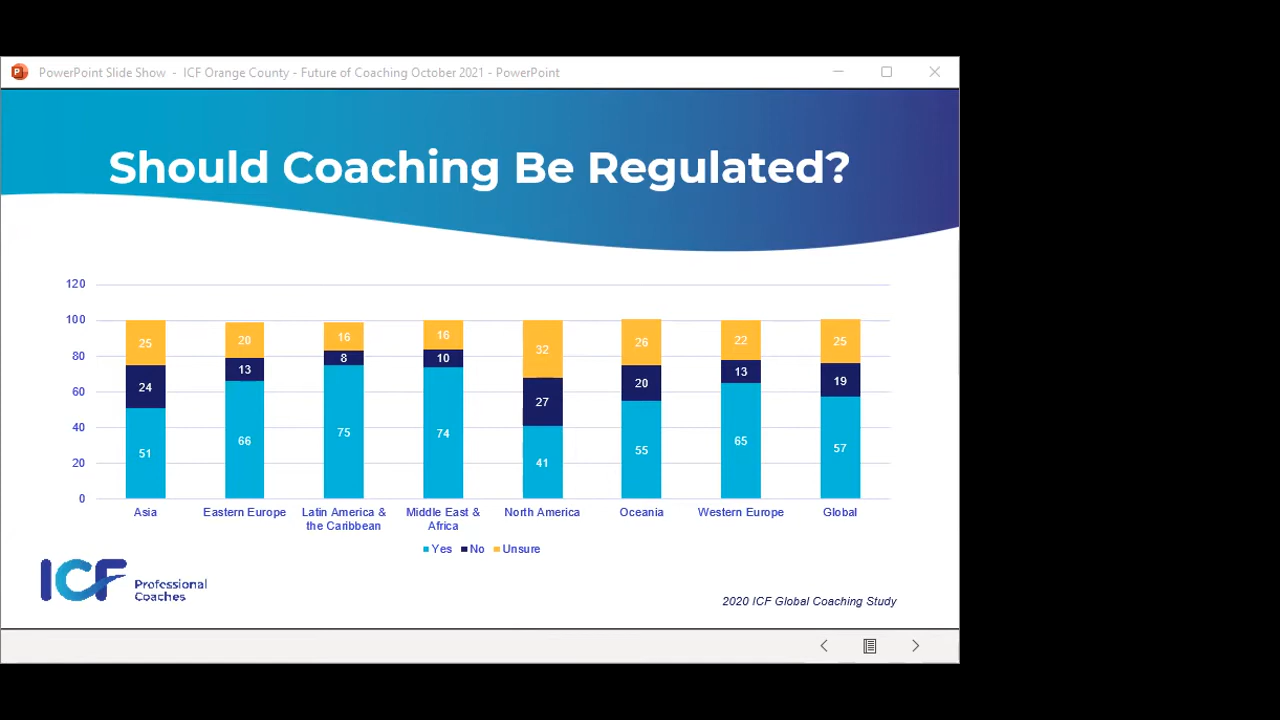 PowerPoint Slide Show - ICF Orange County - Future of Coaching October 2021 - PowerPoint
Should Coaching Be Regulated?
120
100
80
60
40
20
0
25
24
51
20
13
66
16
8
75
16
10
74
32
27
41
26
20
55
22
13
65
25
19
57
Asia
Eastern Europe
Latin America &
the Caribbean
Middle East &
Africa
North America
Oceania
Western Europe
Global
Yes No Unsure
ICF Professional
Coaches
2020 ICF Global Coaching Study